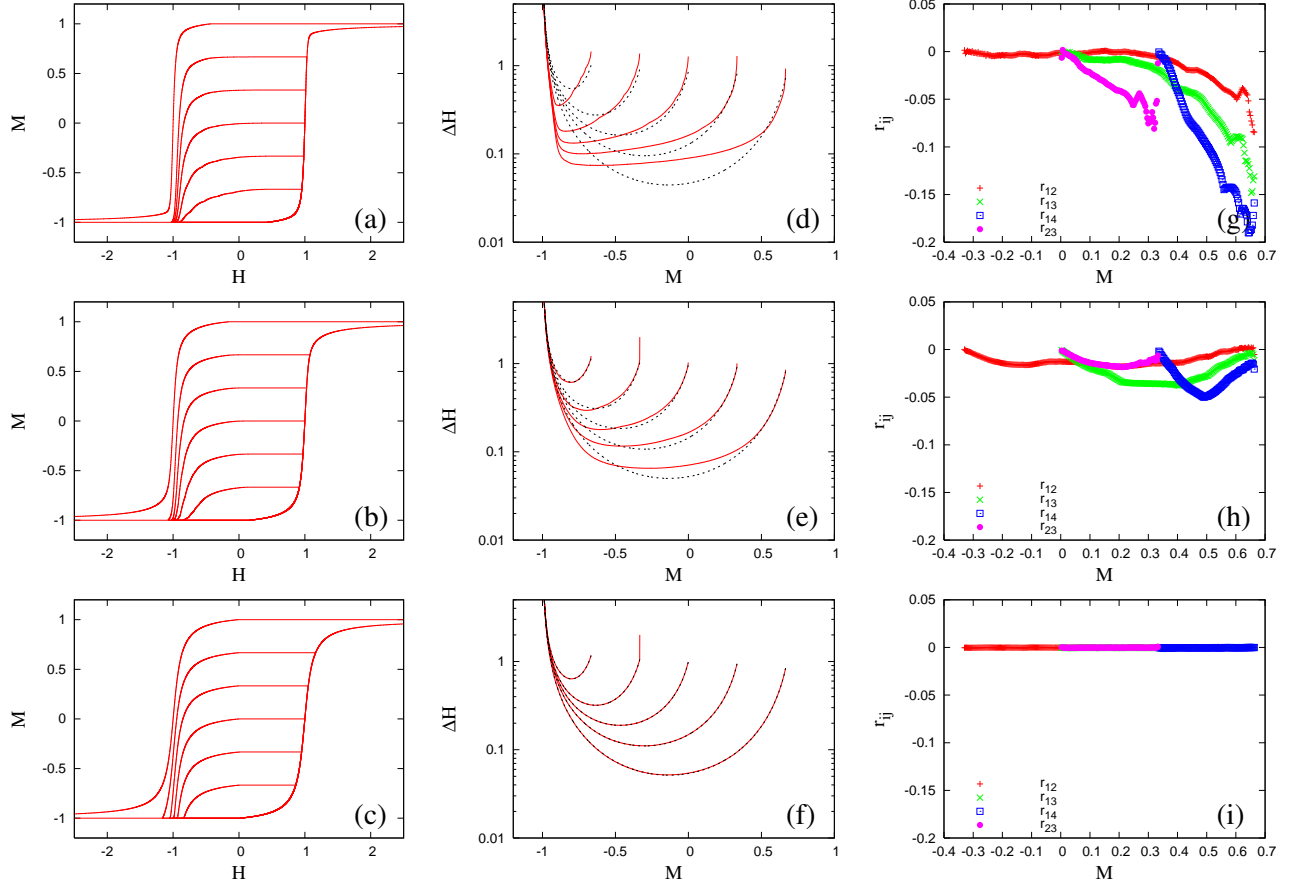 1
0.5
0
-0.5
-1
M
-2 -1 0 1 2
H
(a)
10
1
0.1
0.01
ΔH
-1 -0.5 0 0.5 1
M
(d)
0.05
0
-0.05
-0.1
-0.15
-0.2
r_ij
-0.4 -0.3 -0.2 -0.1 0 0.1 0.2 0.3 0.4 0.5 0.6 0.7
M
r_12
r_13
r_14
r_23
(g)
1
0.5
0
-0.5
-1
M
-2 -1 0 1 2
H
(b)
1
0.1
0.01
ΔH
-1 -0.5 0 0.5 1
M
(e)
0.05
0
-0.05
-0.1
-0.15
-0.2
r_ij
-0.4 -0.3 -0.2 -0.1 0 0.1 0.2 0.3 0.4 0.5 0.6 0.7
M
r_12
r_13
r_14
r_23
(h)
1
0.5
0
-0.5
-1
M
-2 -1 0 1 2
H
(c)
1
0.1
0.01
ΔH
-1 -0.5 0 0.5 1
M
(f)
0.05
0
-0.05
-0.1
-0.15
-0.2
r_ij
-0.4 -0.3 -0.2 -0.1 0 0.1 0.2 0.3 0.4 0.5 0.6 0.7
M
r_12
r_13
r_14
r_23
(i)